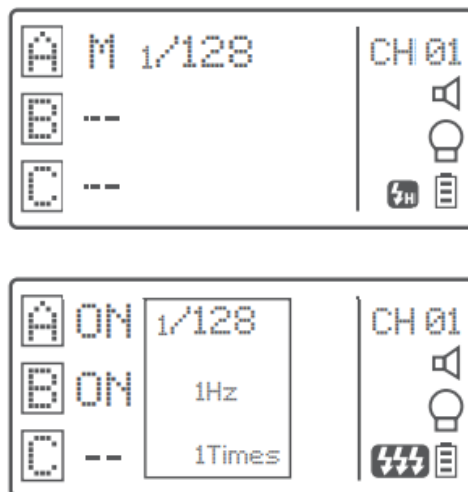 A M 1/128 CH 01
B --
C --
H
A ON 1/128 CH 01
B ON 1Hz
C -- 1Times